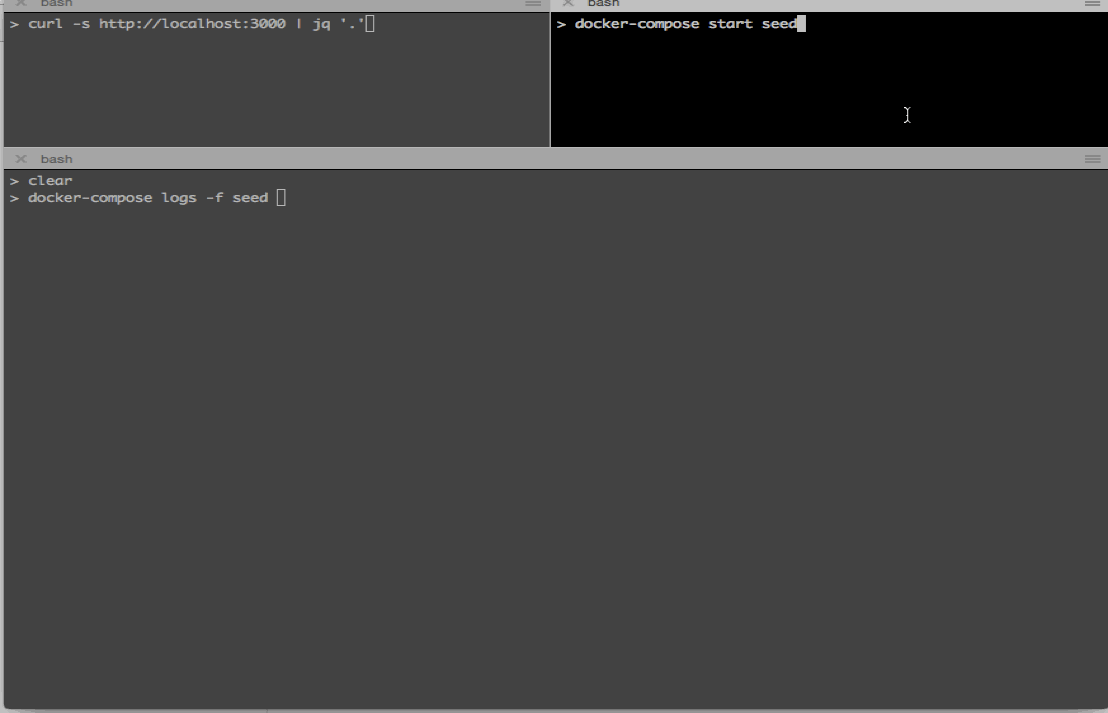 bash
> curl -s http://localhost:3000 | jq '.'
bash
> docker-compose start seed
bash
> clear
> docker-compose logs -f seed